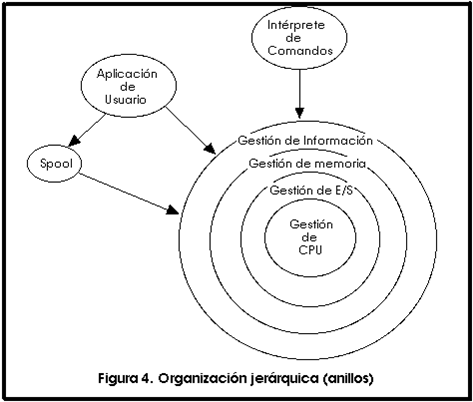 Intérprete
de
Comandos
Aplicación
de
Usuario
Spool
Gestión de Información
Gestión de memoria
Gestión de E/S
Gestión
de
CPU
Figura 4. Organización jerárquica (anillos)